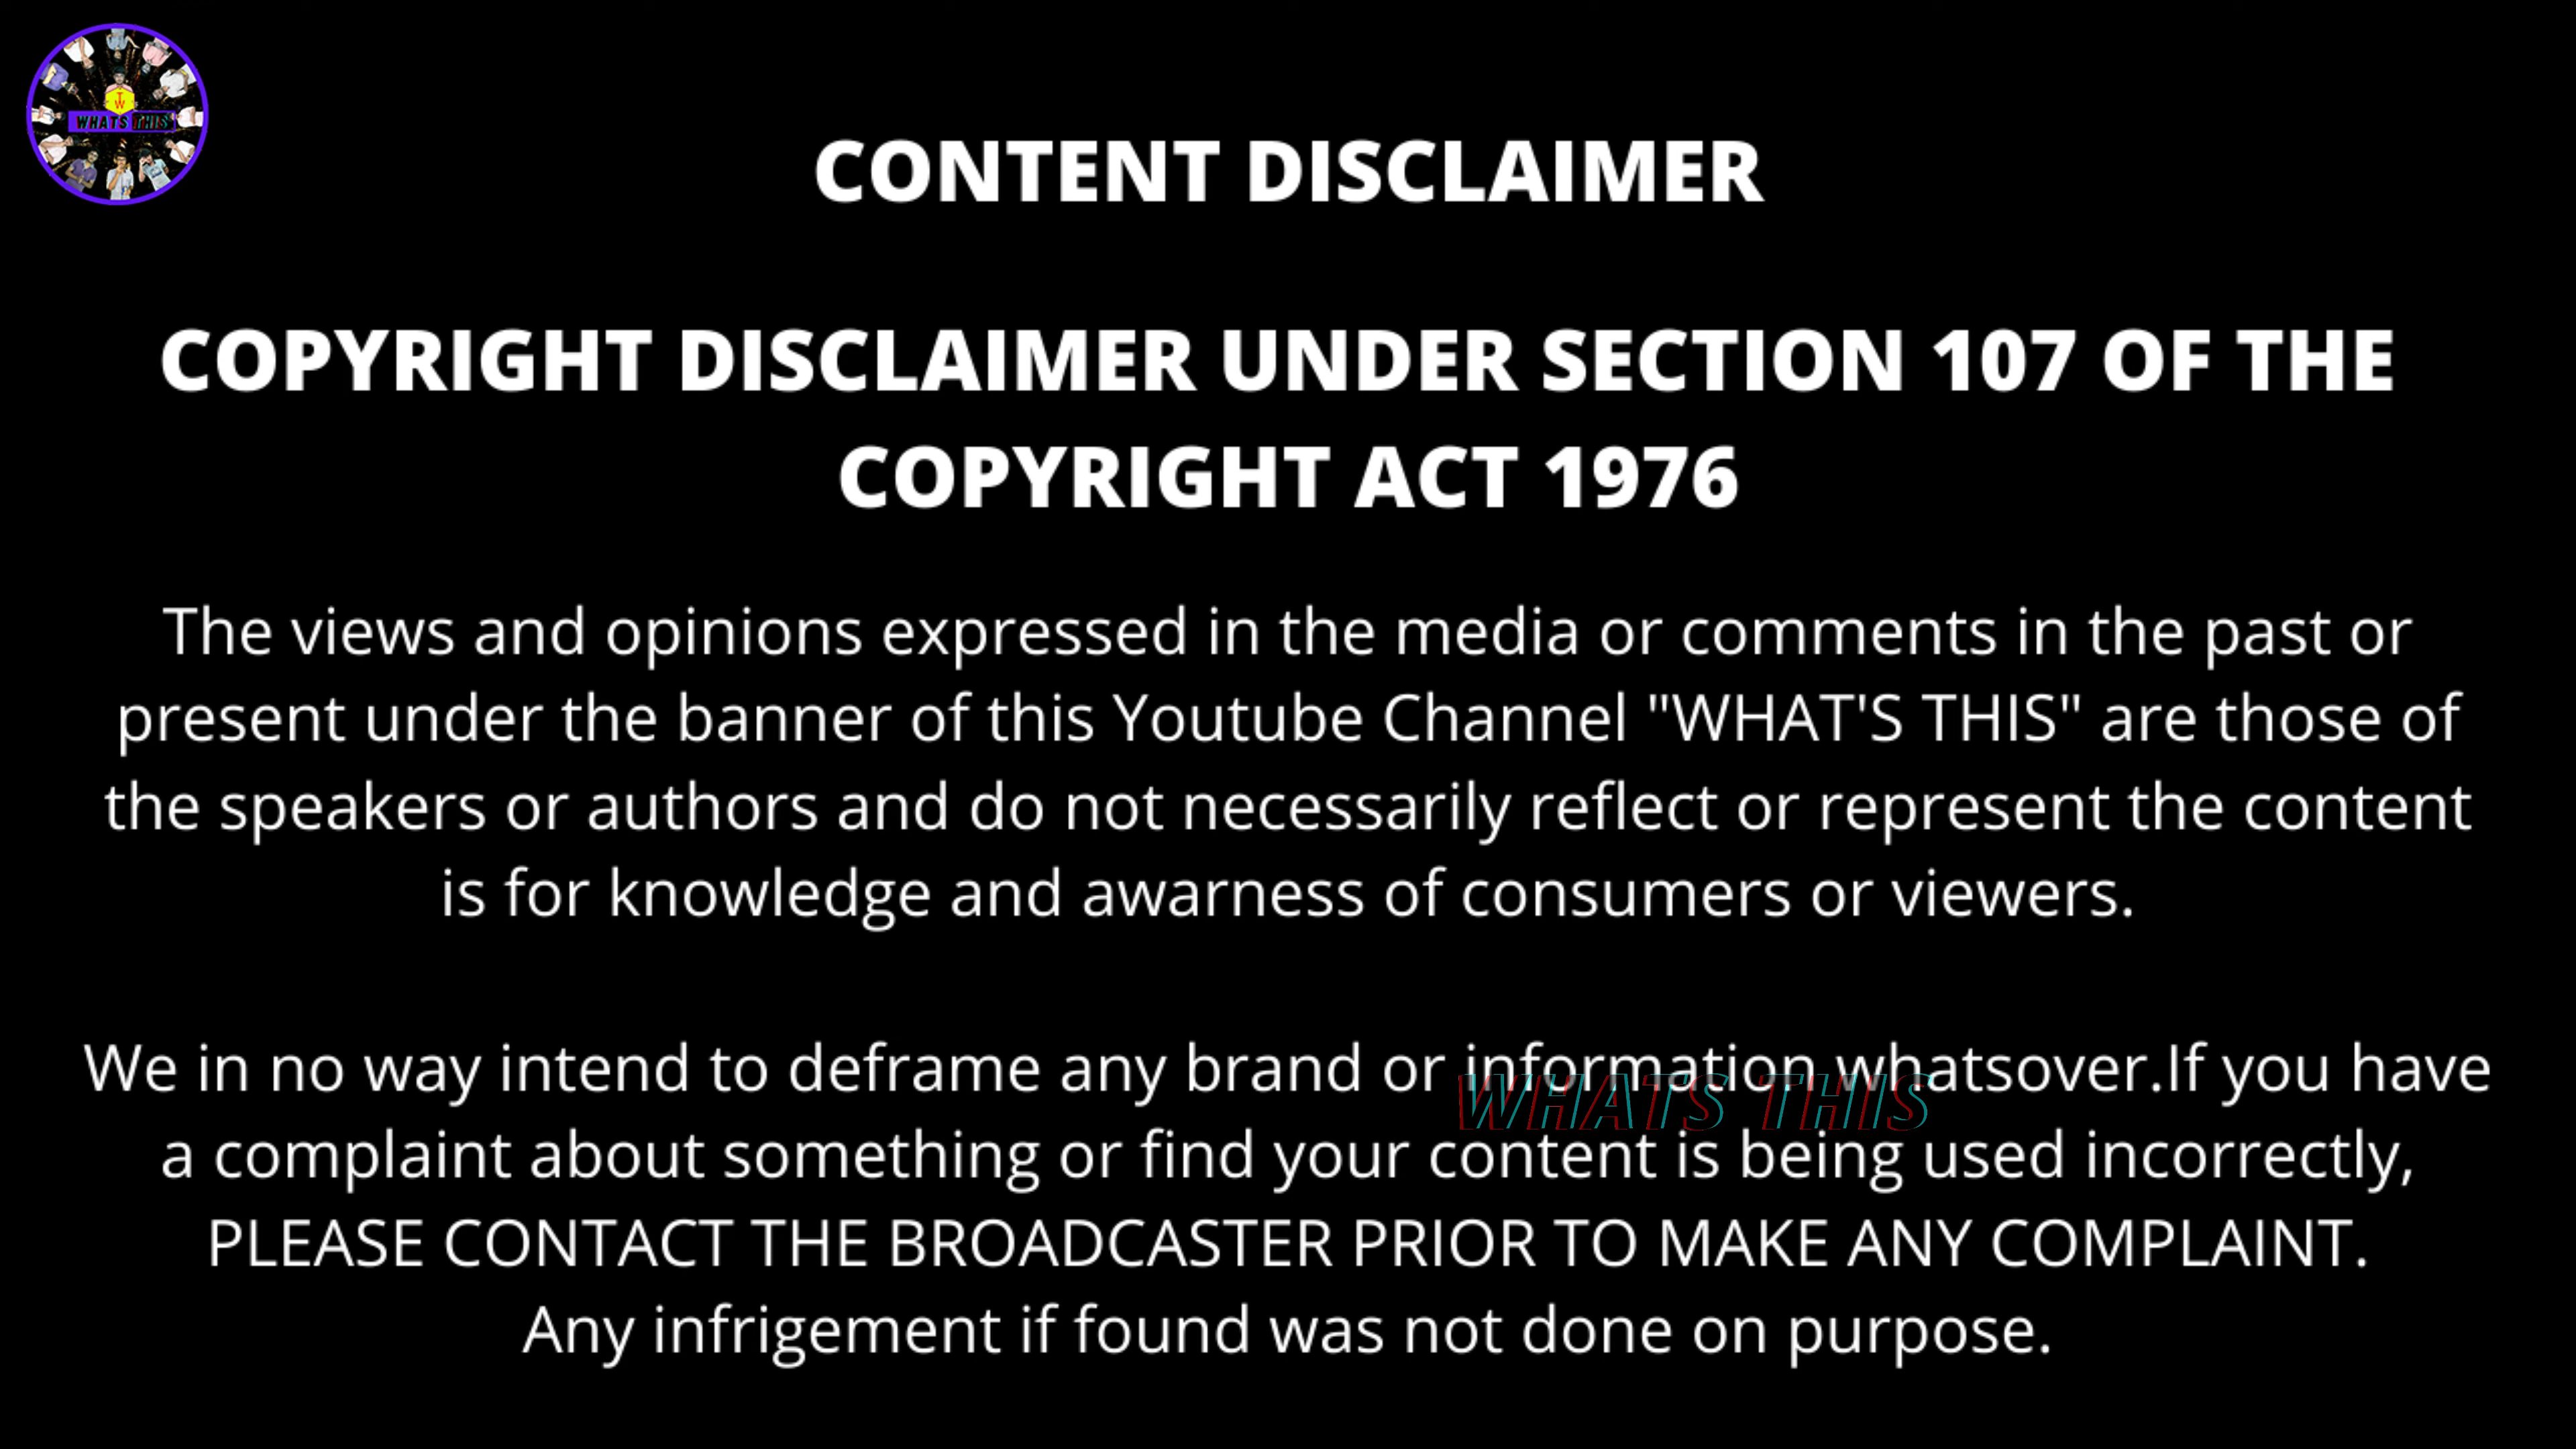 TW
WHATS THIS
CONTENT DISCLAIMER
COPYRIGHT DISCLAIMER UNDER SECTION 107 OF THE
COPYRIGHT ACT 1976
The views and opinions expressed in the media or comments in the past or
present under the banner of this Youtube Channel "WHAT'S THIS" are those of
the speakers or authors and do not necessarily reflect or represent the content
is for knowledge and awarness of consumers or viewers.
We in no way intend to deframe any brand or information whatsover.If you have
WHATS THIS
a complaint about something or find your content is being used incorrectly,
PLEASE CONTACT THE BROADCASTER PRIOR TO MAKE ANY COMPLAINT.
Any infrigement if found was not done on purpose.